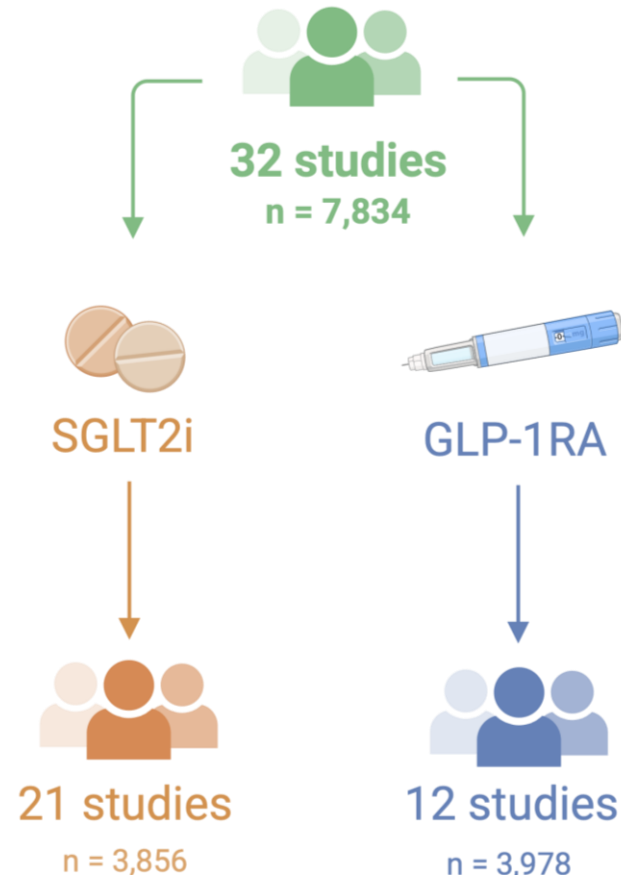 32 studies
n = 7,834
SGLT2i
GLP-1RA
21 studies
n = 3,856
12 studies
n = 3,978